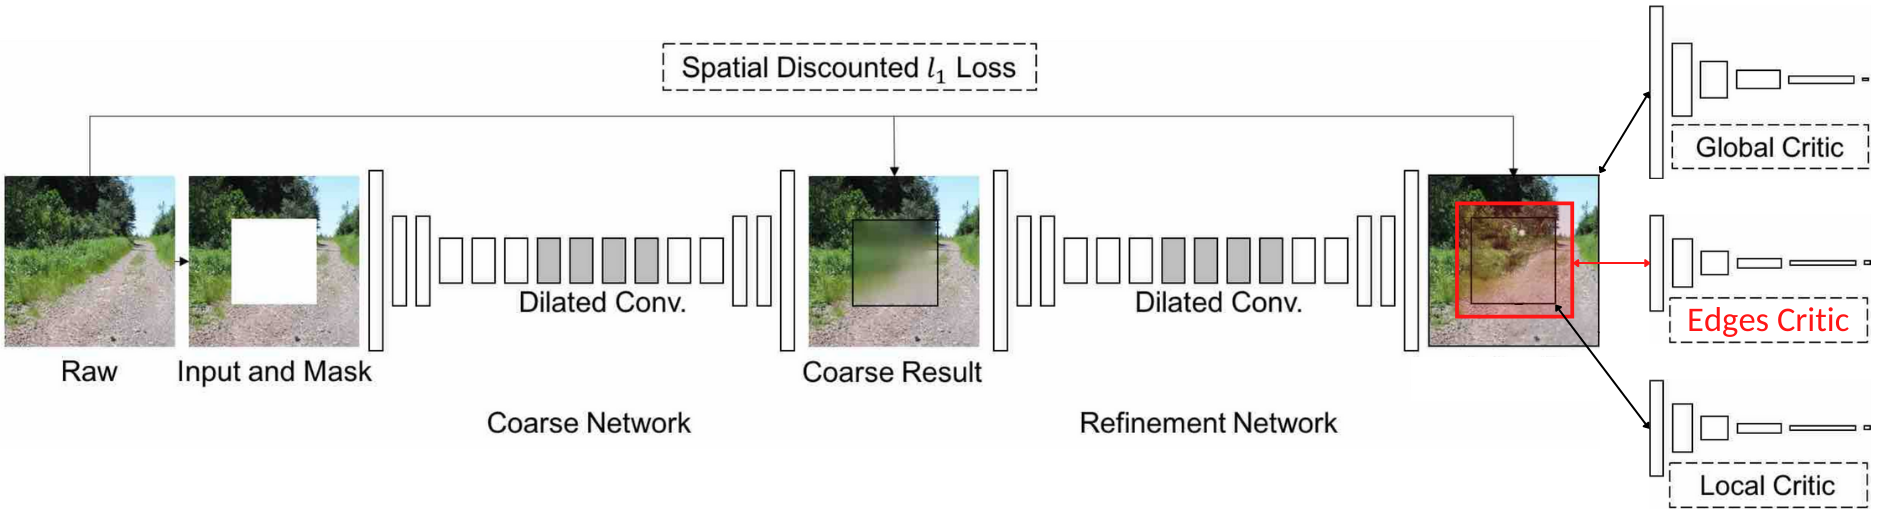 Spatial Discounted l₁ Loss
Global Critic
Dilated Conv.
Dilated Conv.
Edges Critic
Raw
Input and Mask
Coarse Result
Coarse Network
Refinement Network
Local Critic